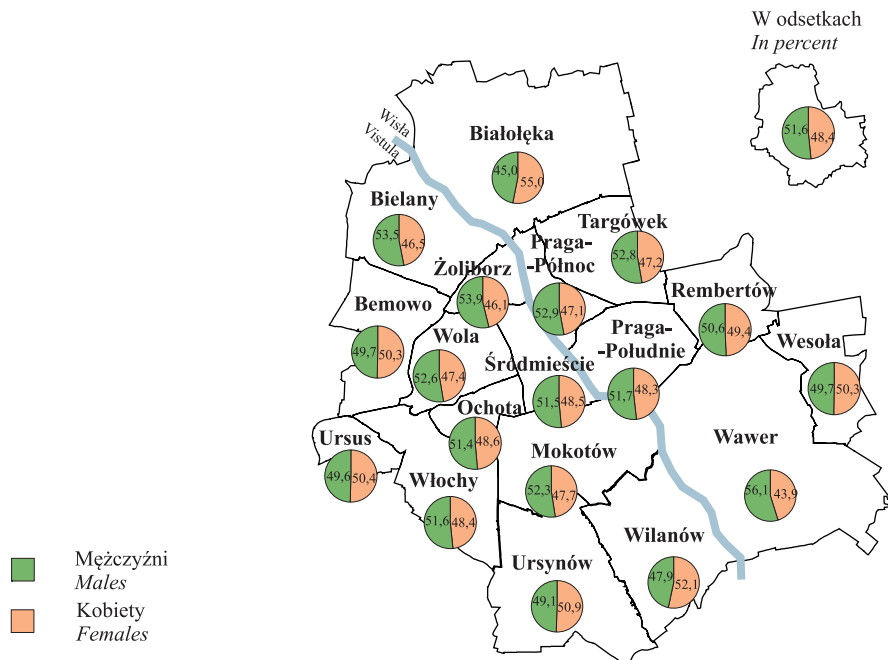 W odsetkach
In percent
51,6
48,4
Wisła
Vistula
Białołęka
45,0
55,0
Bielany
53,5
46,5
Targówek
52,8
47,2
Praga-
-Północ
52,9
47,1
Żoliborz
53,9
46,1
Bemowo
49,7
50,3
Rembertów
50,6
49,4
Wesoła
49,7
50,3
Wola
52,6
47,4
Praga-
-Południe
51,7
48,3
Śródmieście
51,5
48,5
Ochota
51,4
48,6
Ursus
49,6
50,4
Włochy
51,6
48,4
Mokotów
52,3
47,7
Wawer
56,1
43,9
Wilanów
47,9
52,1
Ursynów
49,1
50,9
Mężczyźni
Males
Kobiety
Females